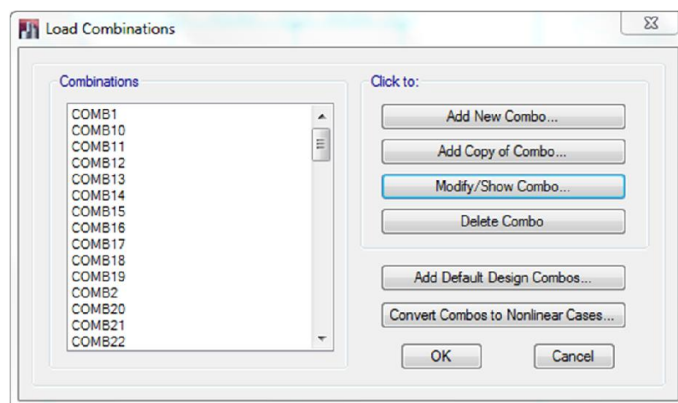 Load Combinations
Combinations
COMB1
COMB10
COMB11
COMB12
COMB13
COMB14
COMB15
COMB16
COMB17
COMB18
COMB19
COMB2
COMB20
COMB21
COMB22
Click to:
Add New Combo...
Add Copy of Combo...
Modify/Show Combo...
Delete Combo
Add Default Design Combos...
Convert Combos to Nonlinear Cases...
OK Cancel